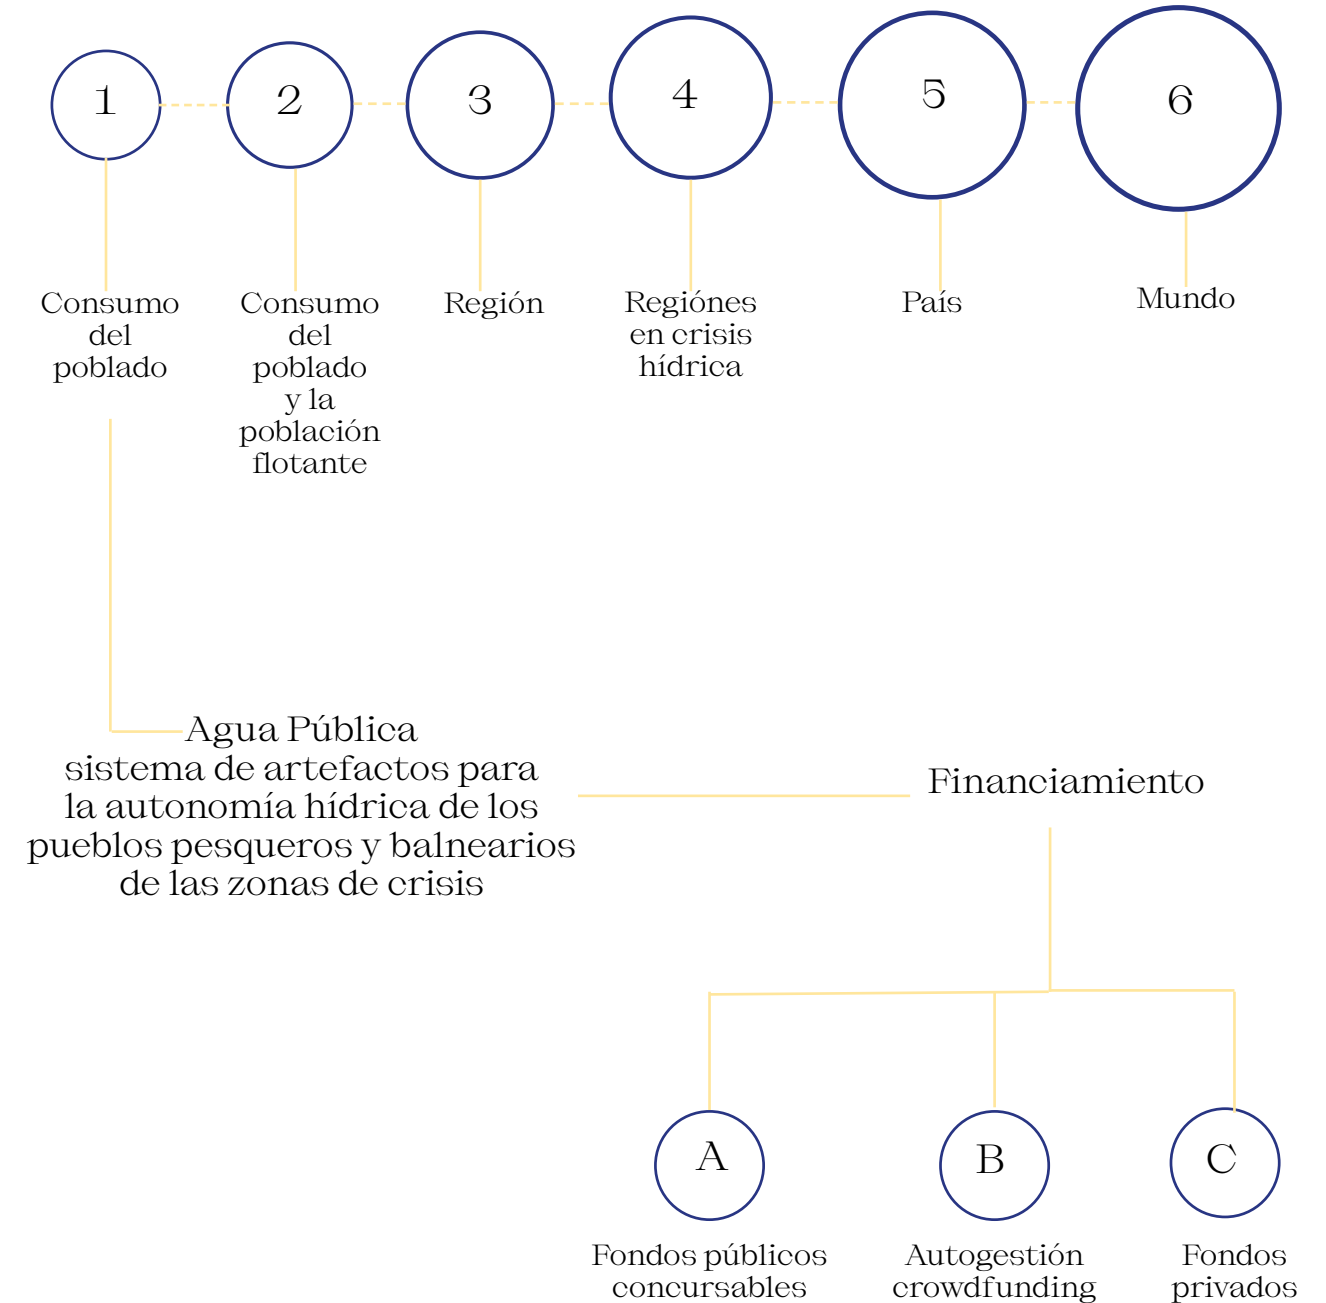 1
2
3
4
5
6
Consumo
del
poblado
Consumo
del
poblado
y la
población
flotante
Región
Regiónes
en crisis
hídrica
País
Mundo
Agua Pública
sistema de artefactos para
la autonomía hídrica de los
pueblos pesqueros y balnearios
de las zonas de crisis
Financiamiento
A
B
C
Fondos públicos
concursables
Autogestión
crowdfunding
Fondos
privados